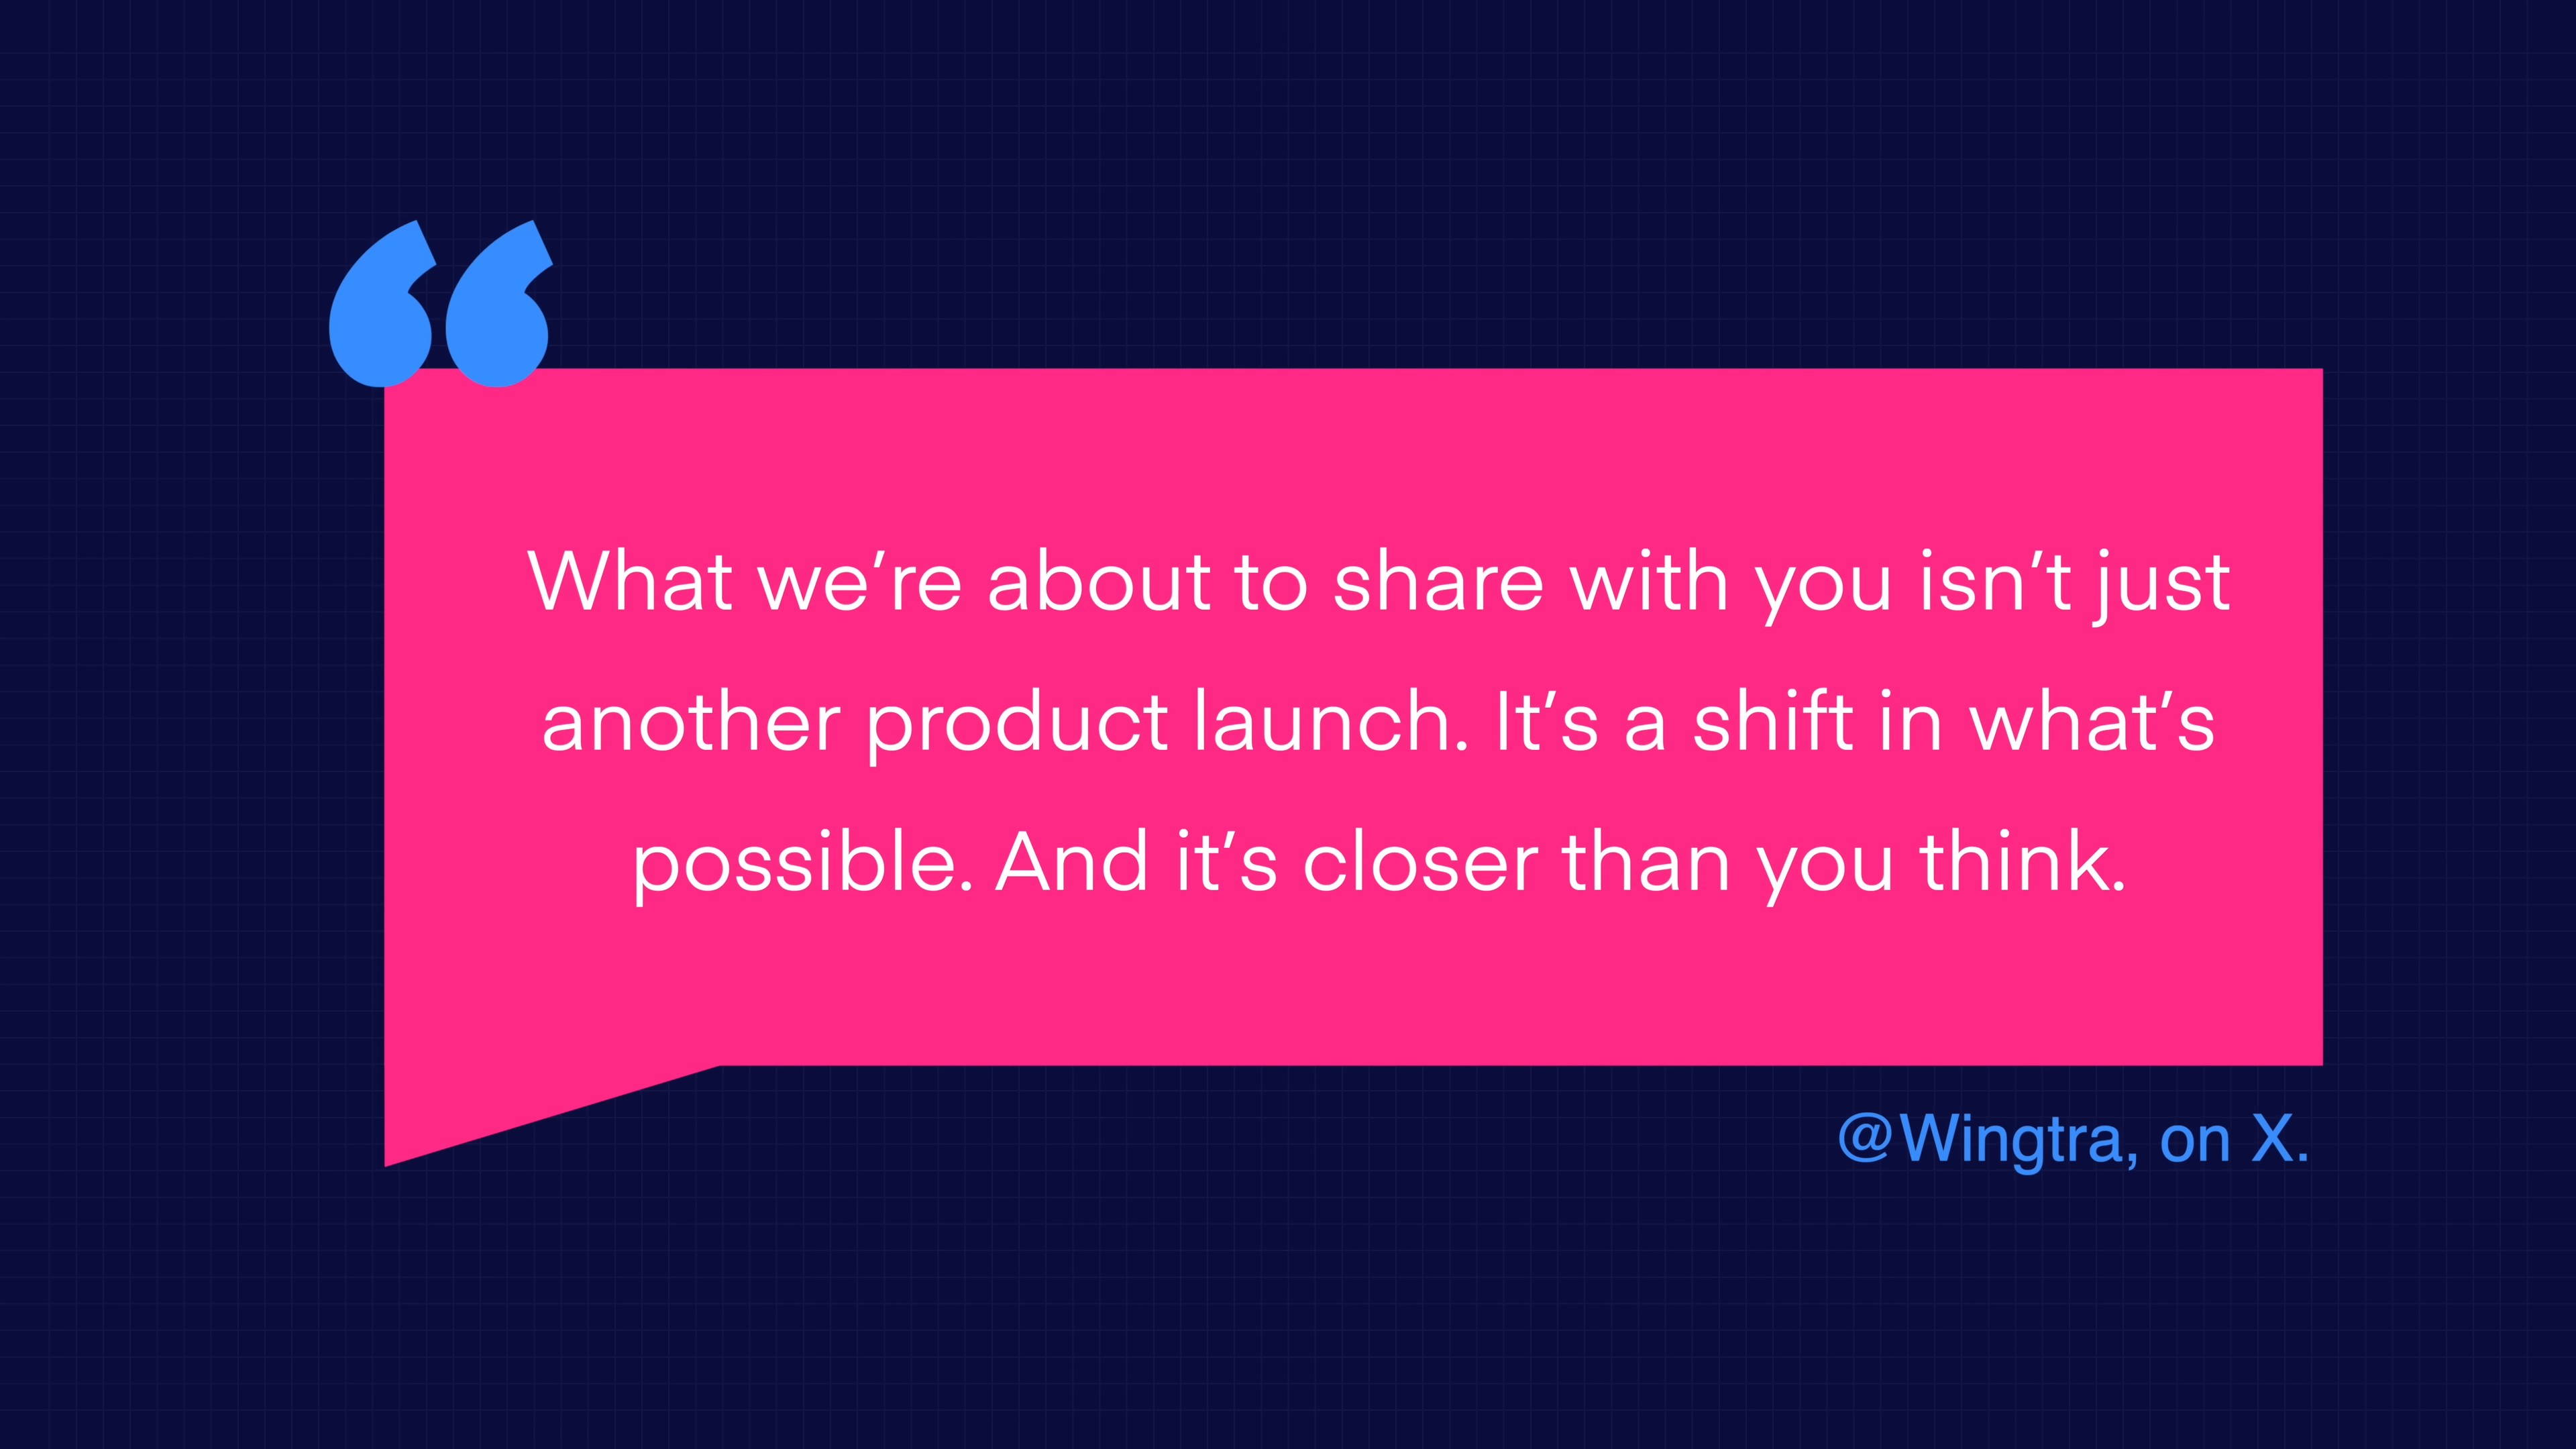 “
What we’re about to share with you isn’t just
another product launch. It’s a shift in what’s
possible. And it’s closer than you think.
@Wingtra, on X.